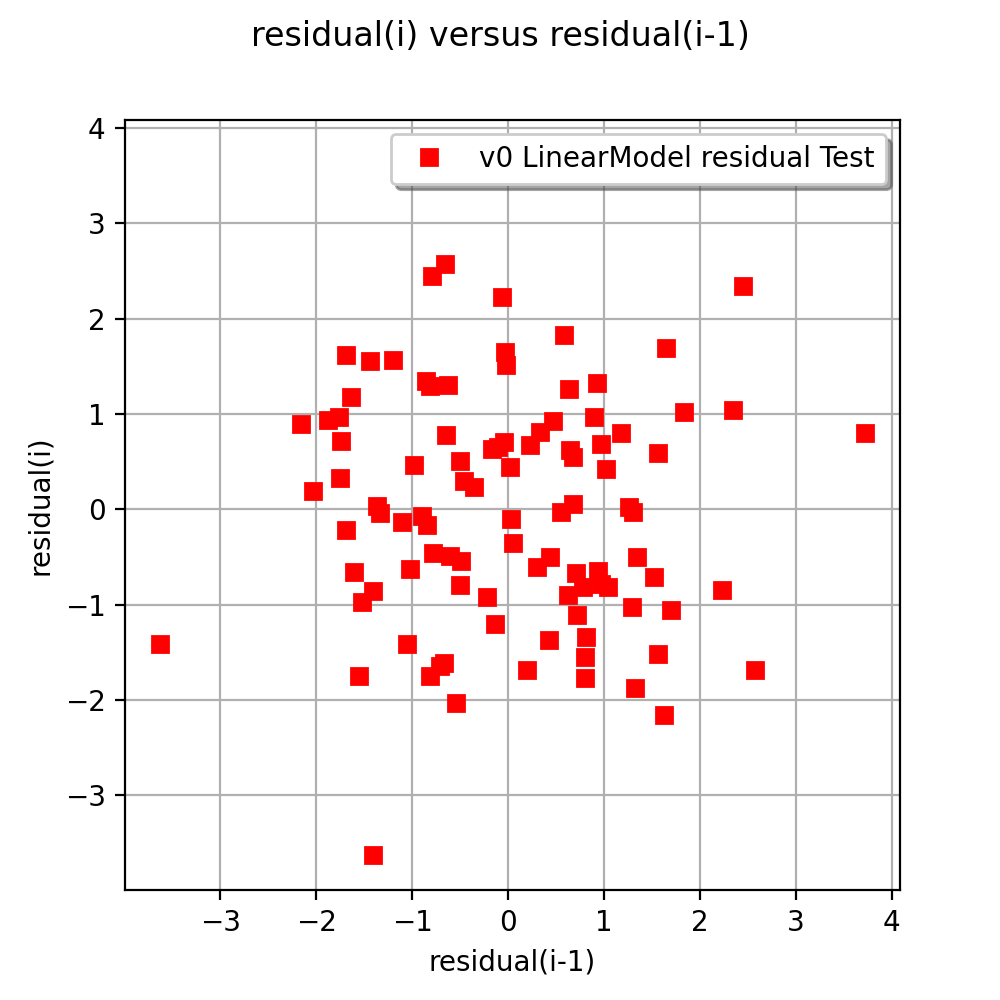 residual(i) versus residual(i-1)
v0 LinearModel residual Test
4
3
2
1
0
−1
−2
−3
residual(i)
−3 −2 −1 0 1 2 3 4
residual(i-1)